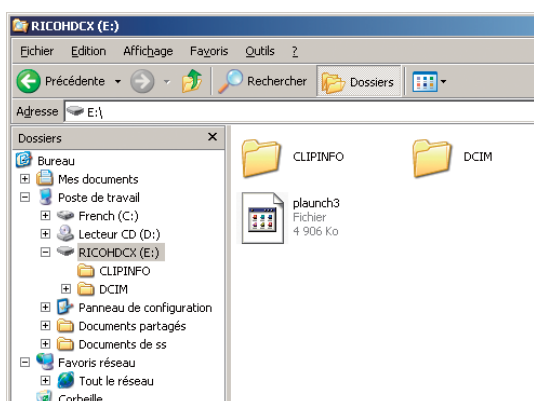 RICOHDCX (E:)
Fichier Edition Affichage Favoris Outils ?
Précédente Rechercher Dossiers
Adresse E:\
Dossiers x
Bureau
Mes documents
Poste de travail
French (C:)
Lecteur CD (D:)
RICOHDCX (E:)
CLIPINFO
DCIM
Panneau de configuration
Documents partagés
Documents de ss
Favoris réseau
Tout le réseau
Corbeille
CLIPINFO DCIM
plaunch3
Fichier
4 906 Ko